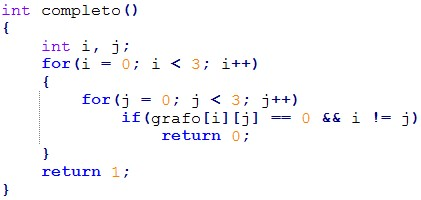 int completo()
{
    int i, j;
    for(i = 0; i < 3; i++)
    {
        for(j = 0; j < 3; j++)
            if(grafo[i][j] == 0 && i != j)
                return 0;
    }
    return 1;
}